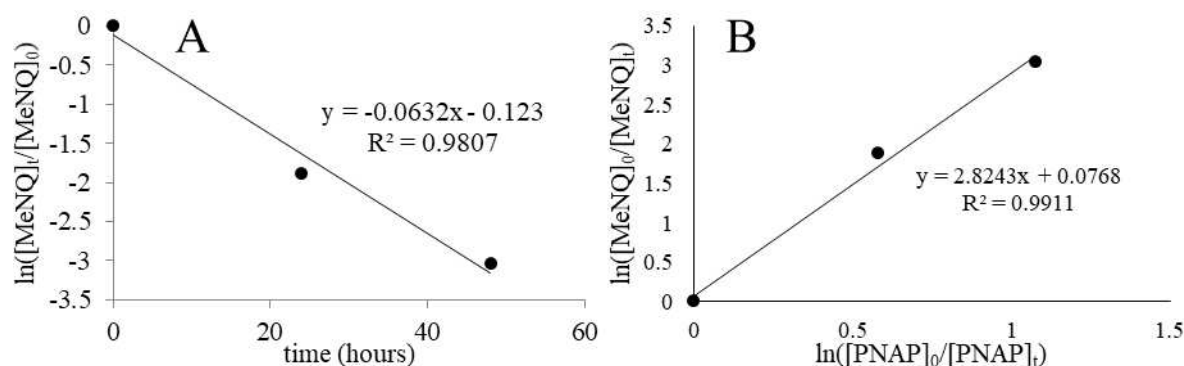 A
ln([MeNQ]ₜ/[MeNQ]₀)
0
-0.5
-1
-1.5
-2
-2.5
-3
-3.5
y = -0.0632x - 0.123
R² = 0.9807
0 20 40 60
time (hours)
B
ln([MeNQ]₀/[MeNQ]ₜ)
3.5
3
2.5
2
1.5
1
0.5
0
y = 2.8243x + 0.0768
R² = 0.9911
0 0.5 1 1.5
ln([PNAP]₀/[PNAP]ₜ)